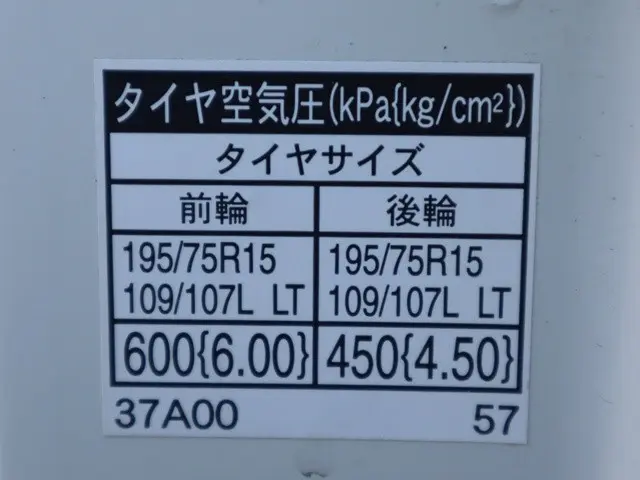 タイヤ空気圧(kPa{kg/cm²})
タイヤサイズ
前輪 後輪
195/75R15 195/75R15
109/107L LT 109/107L LT
600{6.00} 450{4.50}
37A00 57